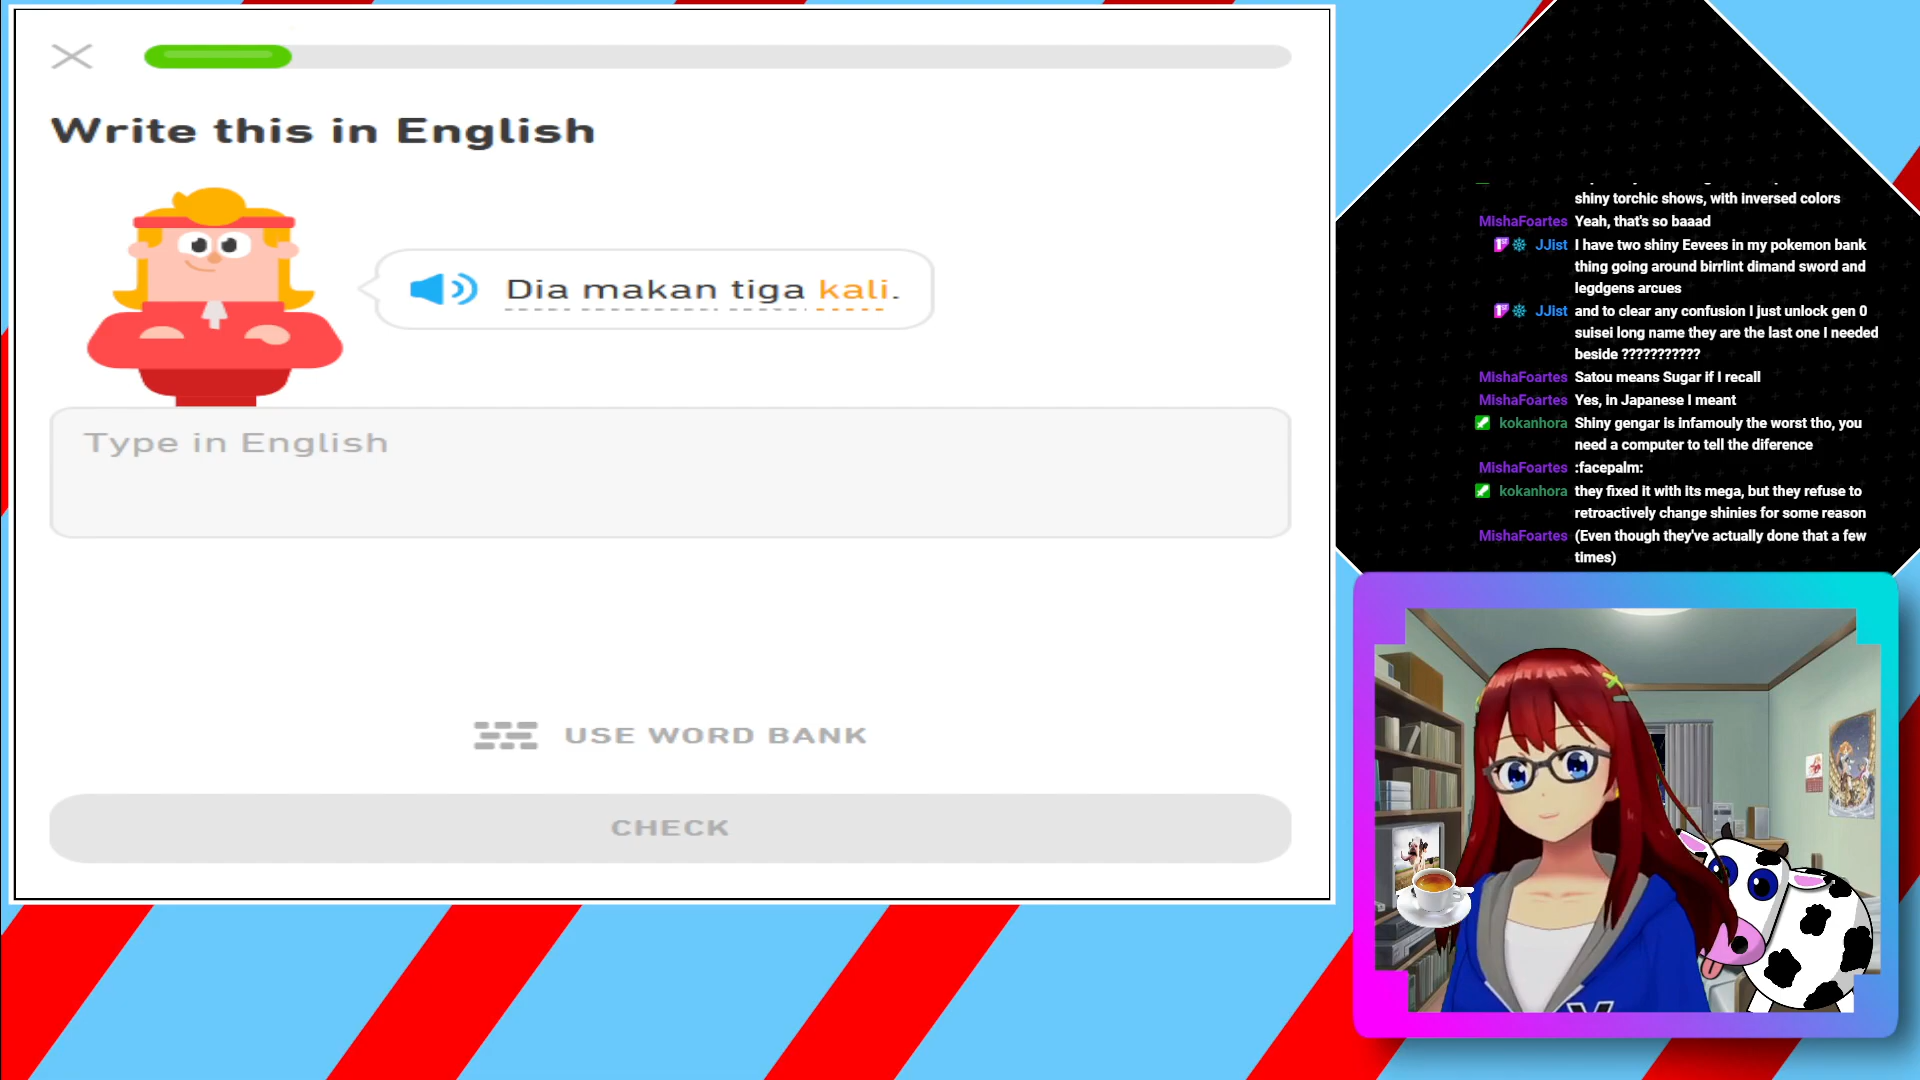 Write this in English
Dia makan tiga kali.
Type in English
USE WORD BANK
CHECK
shiny torchic shows, with inversed colors
MishaFoartes Yeah, that's so baaad
JJist I have two shiny Eevees in my pokemon bank
thing going around birrlint dimand sword and
legdgens arcues
JJist and to clear any confusion I just unlock gen 0
suisei long name they are the last one I needed
beside ???????????
MishaFoartes Satou means Sugar if I recall
MishaFoartes Yes, in Japanese I meant
kokanhora Shiny gengar is infamouly the worst tho, you
need a computer to tell the diference
MishaFoartes :facepalm:
kokanhora they fixed it with its mega, but they refuse to
retroactively change shinies for some reason
MishaFoartes (Even though they've actually done that a few
times)